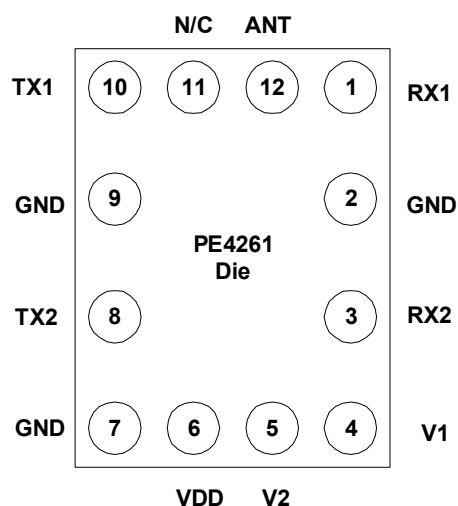 N/C ANT
TX1 10 11 12 1 RX1
GND 9 2 GND
PE4261
Die
TX2 8 3 RX2
GND 7 6 5 4 V1
VDD V2